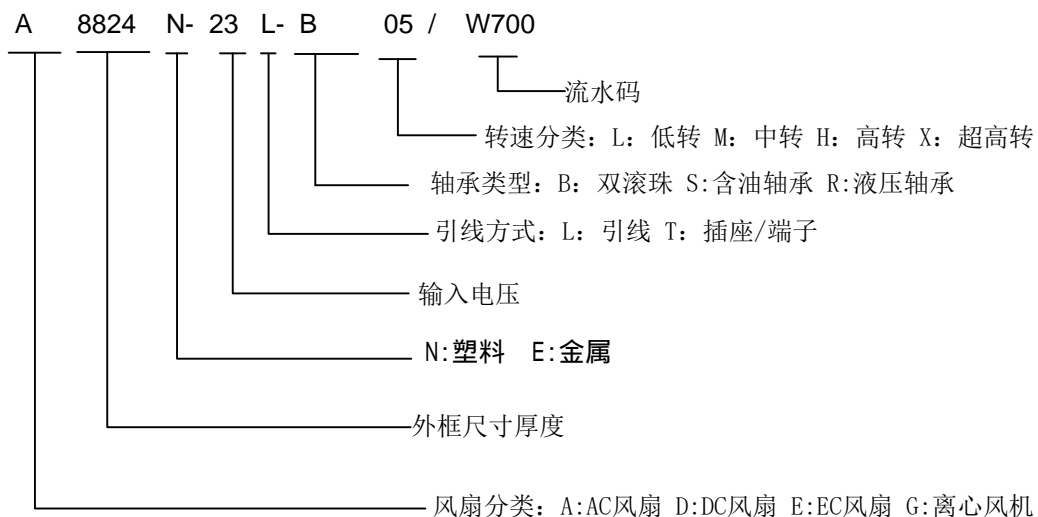 A 8824 N- 23 L- B 05 / W700
流水码
转速分类：L：低转 M：中转 H：高转 X：超高转
轴承类型：B：双滚珠 S:含油轴承 R:液压轴承
引线方式：L：引线 T：插座/端子
输入电压
N:塑料 E:金属
外框尺寸厚度
风扇分类：A:AC风扇 D:DC风扇 E:EC风扇 G:离心风机